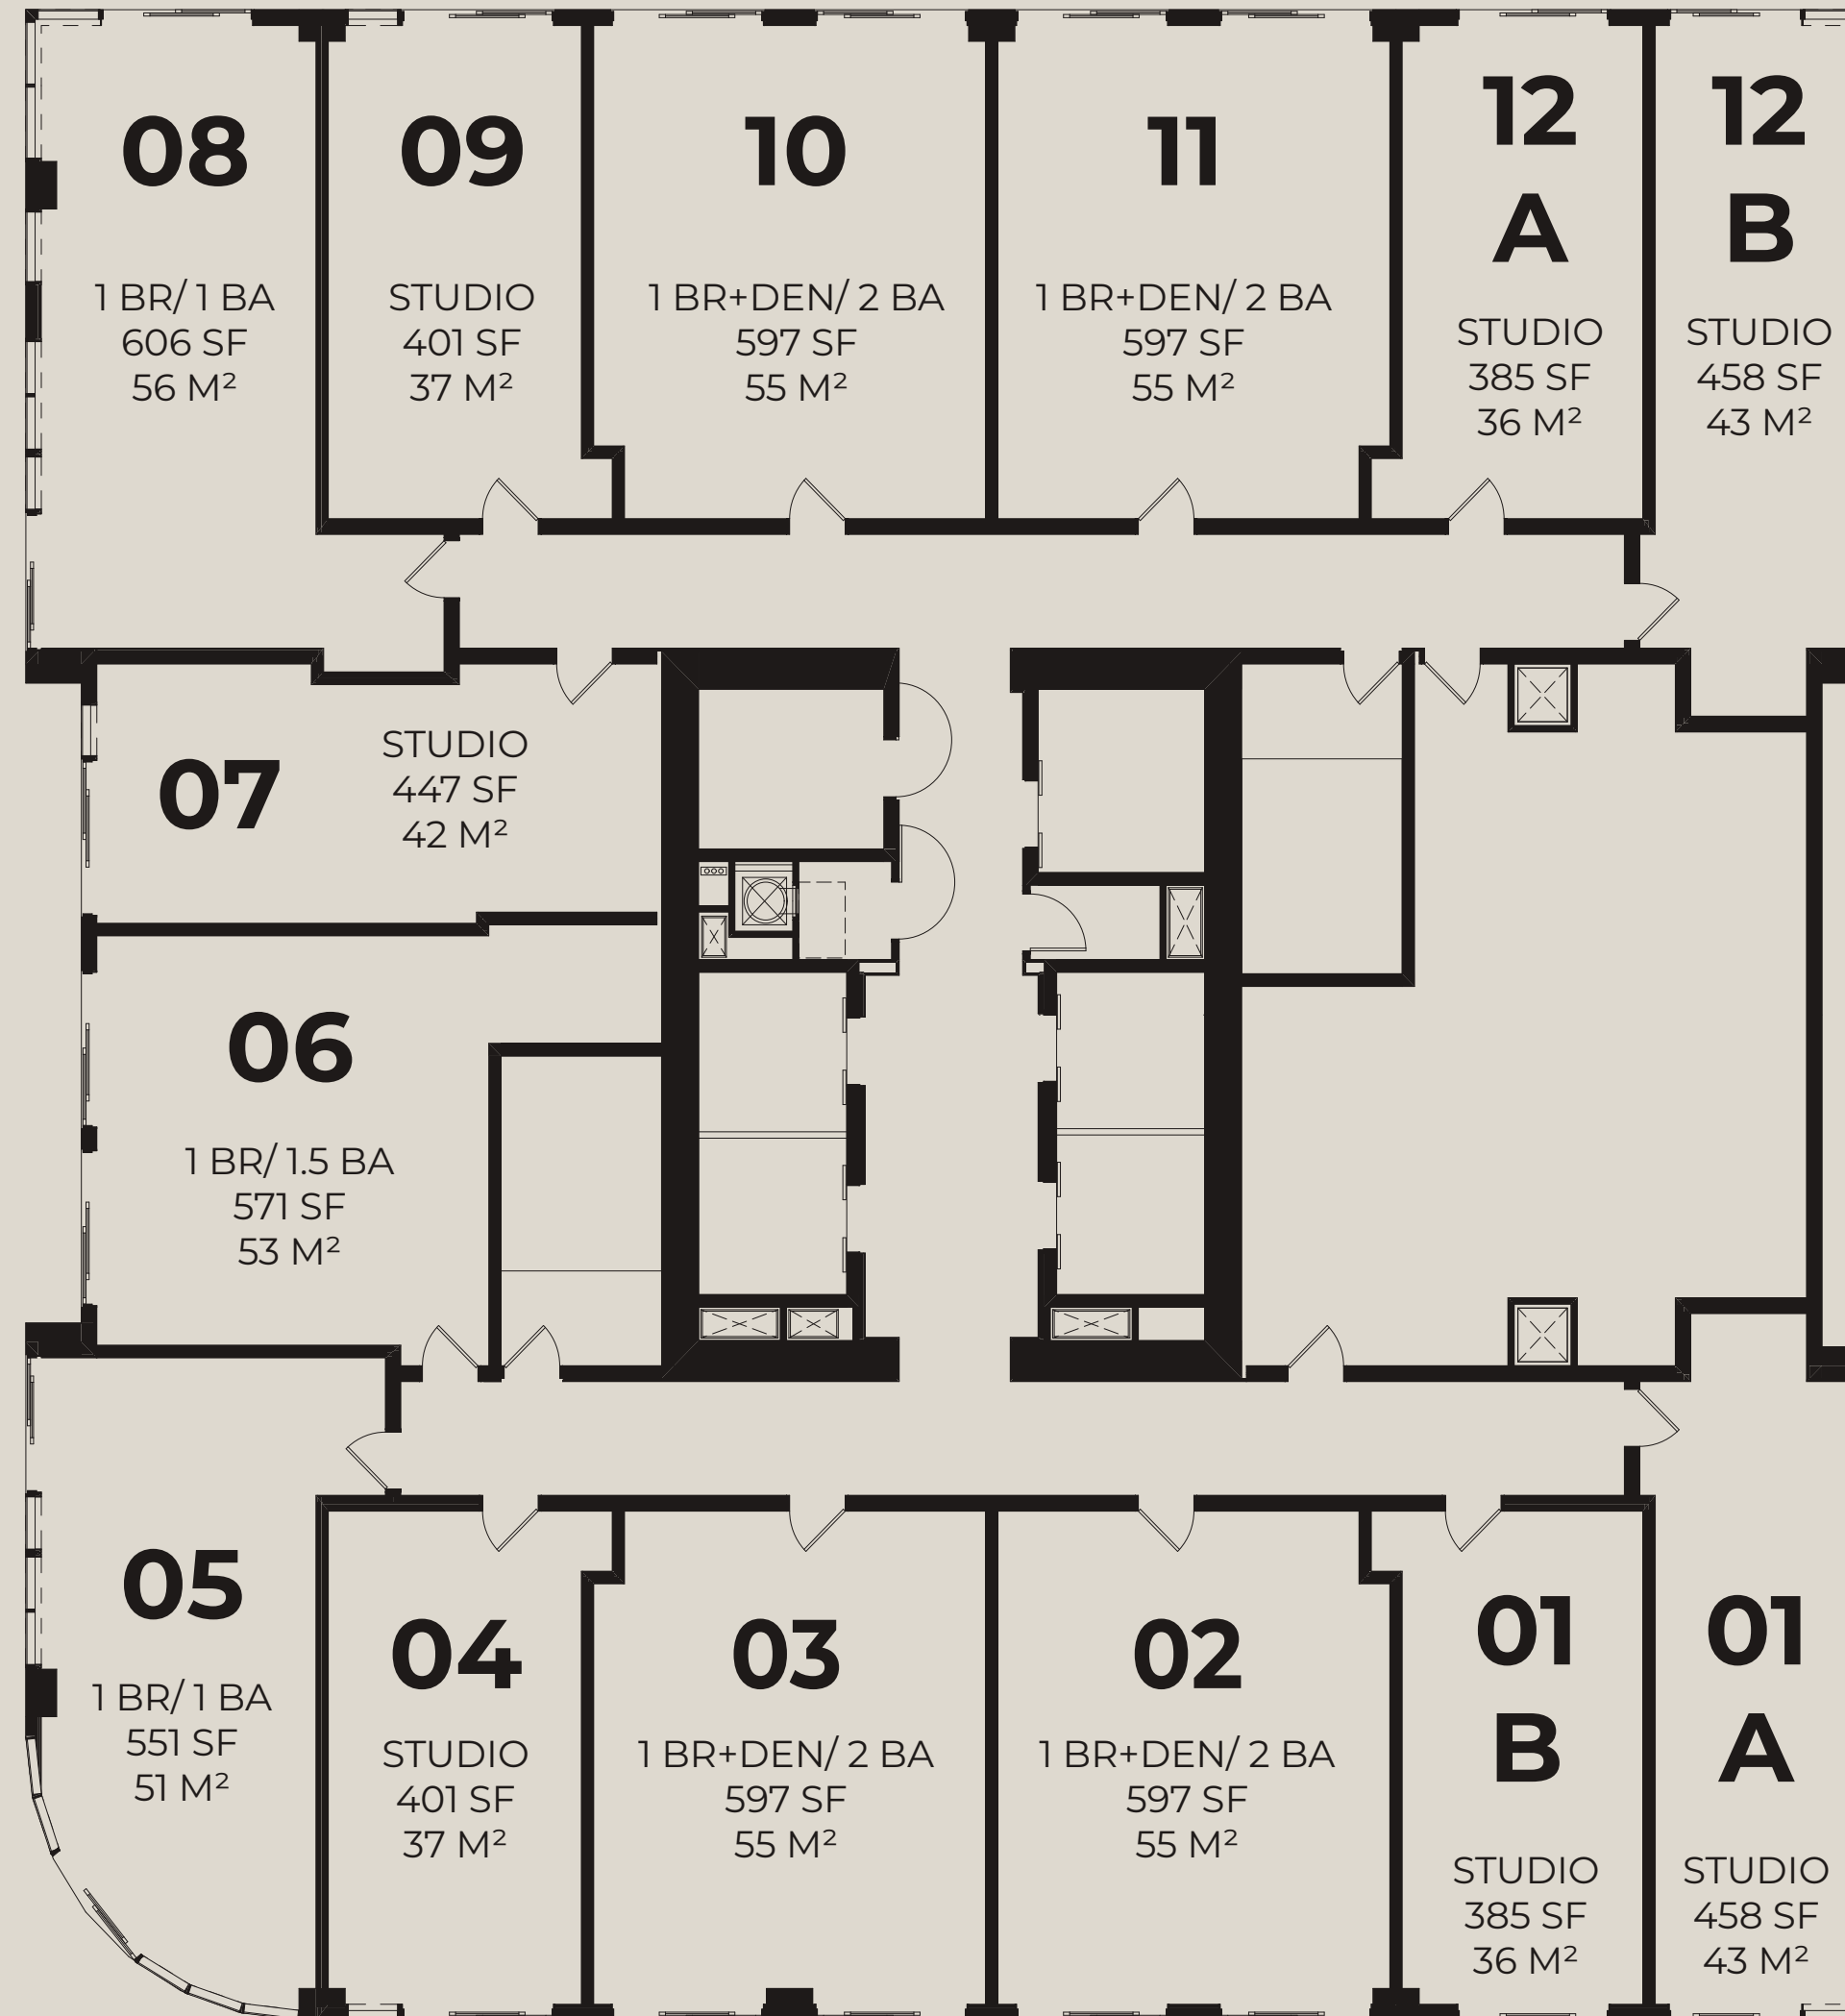 08
1 BR/ 1 BA
606 SF
56 M²
09
STUDIO
401 SF
37 M²
10
1 BR+DEN/ 2 BA
597 SF
55 M²
11
1 BR+DEN/ 2 BA
597 SF
55 M²
12
A
STUDIO
385 SF
36 M²
12
B
STUDIO
458 SF
43 M²
07
STUDIO
447 SF
42 M²
06
1 BR/ 1.5 BA
571 SF
53 M²
05
1 BR/ 1 BA
551 SF
51 M²
04
STUDIO
401 SF
37 M²
03
1 BR+DEN/ 2 BA
597 SF
55 M²
02
1 BR+DEN/ 2 BA
597 SF
55 M²
01
B
STUDIO
385 SF
36 M²
01
A
STUDIO
458 SF
43 M²